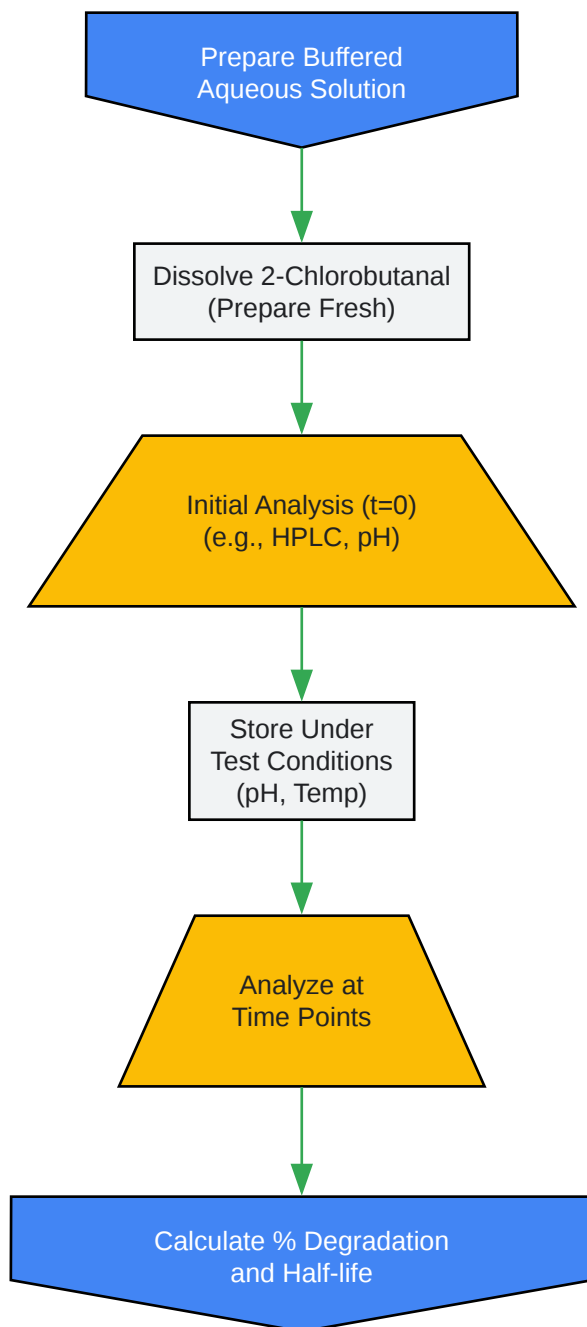 Prepare Buffered
Aqueous Solution
Dissolve 2-Chlorobutanal
(Prepare Fresh)
Initial Analysis (t=0)
(e.g., HPLC, pH)
Store Under
Test Conditions
(pH, Temp)
Analyze at
Time Points
Calculate % Degradation
and Half-life